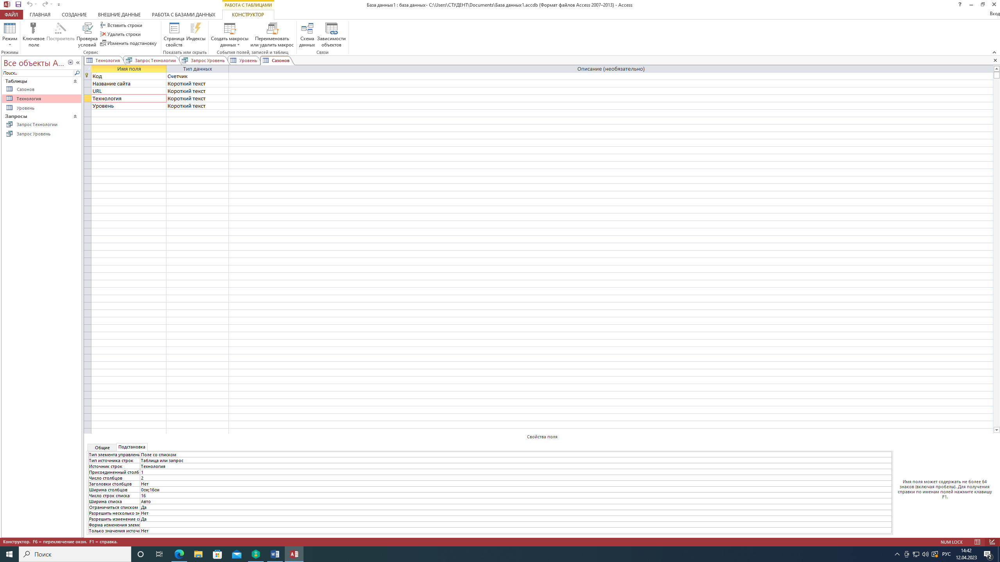 РАБОТА С ТАБЛИЦАМИ
База данных1 : база данных- C:\Users\СТУДЕНТ\Documents\База данных1.accdb (Формат файлов Access 2007–2013) - Access
?
ФАЙЛ ГЛАВНАЯ СОЗДАНИЕ ВНЕШНИЕ ДАННЫЕ РАБОТА С БАЗАМИ ДАННЫХ КОНСТРУКТОР Вход
Режим
Ключевое поле
Построитель
Проверка условий
Вставить строки
Удалить строки
Изменить подстановку
Страница свойств
Индексы
Создать макросы данных
Переименовать или удалить макрос
Схема данных
Зависимости объектов
Режимы Сервис Показать или скрыть События полей, записей и таблиц Связи
Все объекты A...
Поиск...
Таблицы
Сазонов
Технология
Уровень
Запросы
Запрос Технологии
Запрос Уровень
Технология Запрос Технологии Запрос Уровень Уровень Сазонов
Имя поля Тип данных Описание (необязательно)
Код Счетчик
Название сайта Короткий текст
URL Короткий текст
Технология Короткий текст
Уровень Короткий текст
Свойства поля
Общие Подстановка
Тип элемента управлени Поле со списком
Тип источника строк Таблица или запрос
Источник строк Технология
Присоединенный столб 1
Число столбцов 2
Заголовки столбцов Нет
Ширина столбцов 0см;16см
Число строк списка 16
Ширина списка Авто
Ограничиться списком Да
Разрешить несколько зн Нет
Разрешить изменение сп Да
Форма изменения элеме
Только значения источн Нет
Имя поля может содержать не более 64
знаков (включая пробелы). Для получения
справки по именам полей нажмите клавишу
F1.
Конструктор. F6 = переключение окон. F1 = справка.
NUM LOCK
Поиск
РУС
14:42
12.04.2023
2